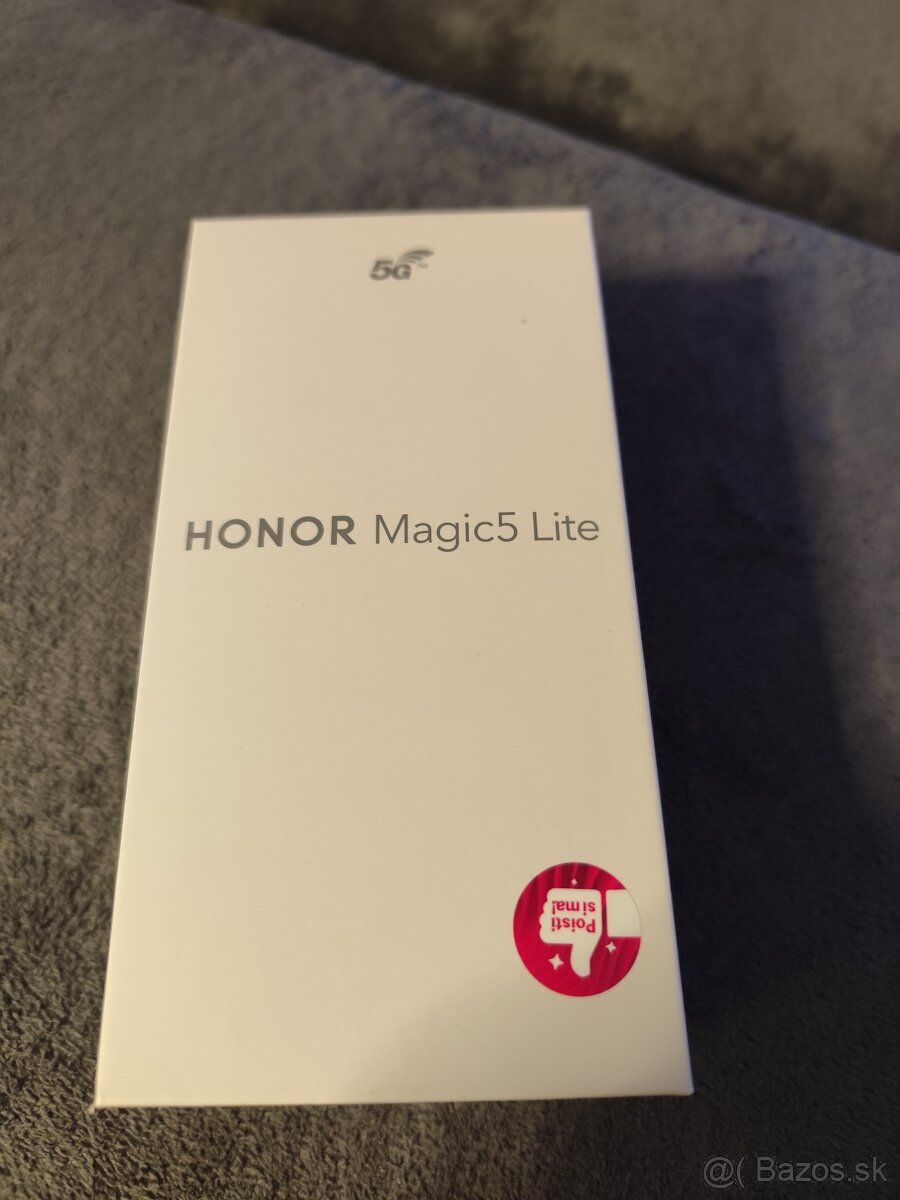 5G
HONOR Magic5 Lite
Poisti
si ma!
@( Bazos.sk